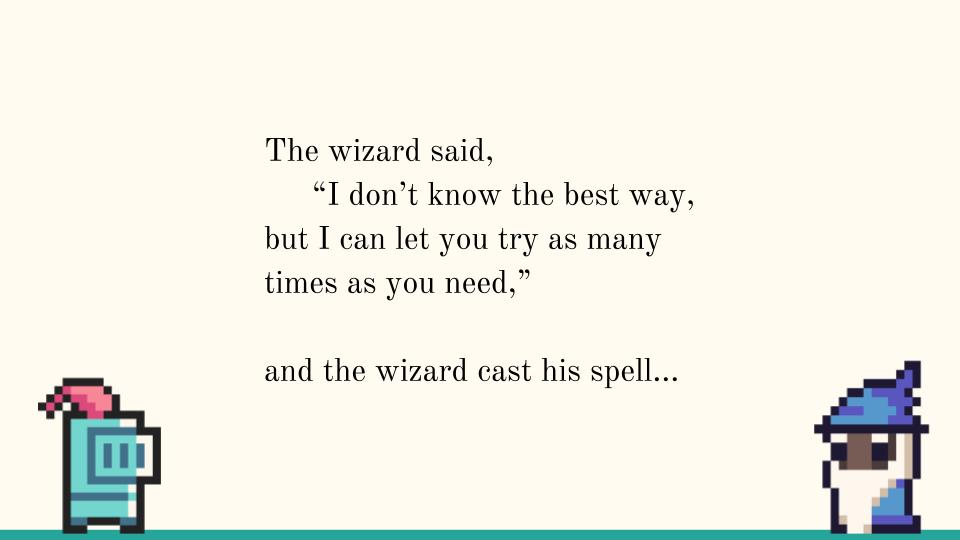 The wizard said,
“I don’t know the best way,
but I can let you try as many
times as you need,”
and the wizard cast his spell...